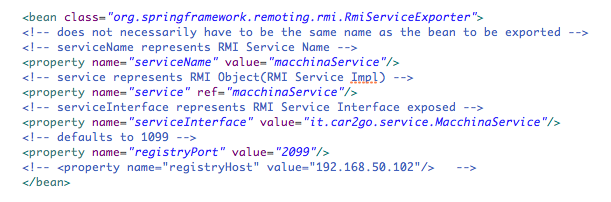 <bean class="org.springframework.remoting.rmi.RmiServiceExporter">
<!-- does not necessarily have to be the same name as the bean to be exported -->
<!-- serviceName represents RMI Service Name -->
<property name="serviceName" value="macchinaService"/>
<!-- service represents RMI Object(RMI Service Impl) -->
<property name="service" ref="macchinaService"/>
<!-- serviceInterface represents RMI Service Interface exposed -->
<property name="serviceInterface" value="it.car2go.service.MacchinaService"/>
<!-- defaults to 1099 -->
<property name="registryPort" value="2099"/>
<!-- <property name="registryHost" value="192.168.50.102"/>   -->
</bean>